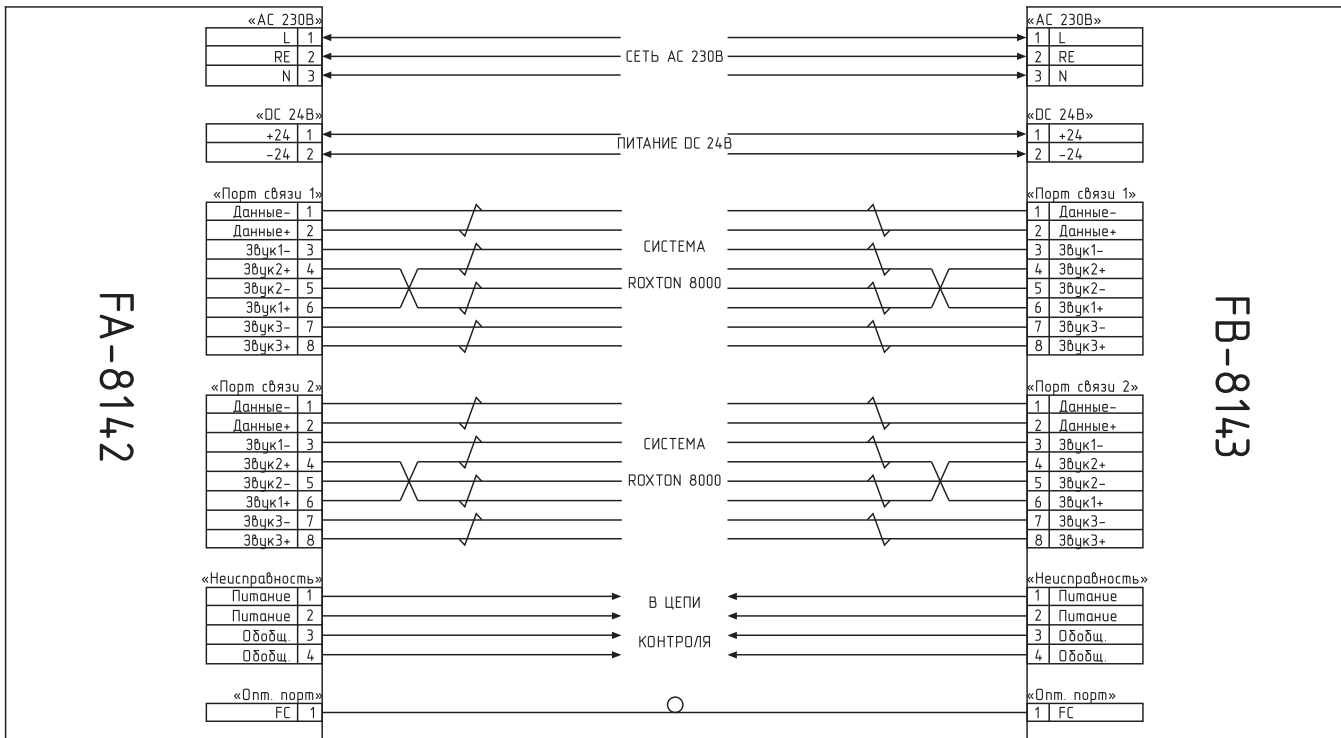 «AC 230В»
L 1
RE 2
N 3
«DC 24В»
+24 1
-24 2
«Порт связи 1»
Данные- 1
Данные+ 2
Звук1- 3
Звук2+ 4
Звук2- 5
Звук1+ 6
Звук3- 7
Звук3+ 8
«Порт связи 2»
Данные- 1
Данные+ 2
Звук1- 3
Звук2+ 4
Звук2- 5
Звук1+ 6
Звук3- 7
Звук3+ 8
«Неисправность»
Питание 1
Питание 2
Обобщ. 3
Обобщ. 4
«Опт. порт»
FC 1
FA-8142
СЕТЬ AC 230В
ПИТАНИЕ DC 24В
СИСТЕМА
ROXTON 8000
СИСТЕМА
ROXTON 8000
В ЦЕПИ
КОНТРОЛЯ
«AC 230В»
1 L
2 RE
3 N
«DC 24В»
1 +24
2 -24
«Порт связи 1»
1 Данные-
2 Данные+
3 Звук1-
4 Звук2+
5 Звук2-
6 Звук1+
7 Звук3-
8 Звук3+
«Порт связи 2»
1 Данные-
2 Данные+
3 Звук1-
4 Звук2+
5 Звук2-
6 Звук1+
7 Звук3-
8 Звук3+
«Неисправность»
1 Питание
2 Питание
3 Обобщ.
4 Обобщ.
«Опт. порт»
1 FC
FB-8143